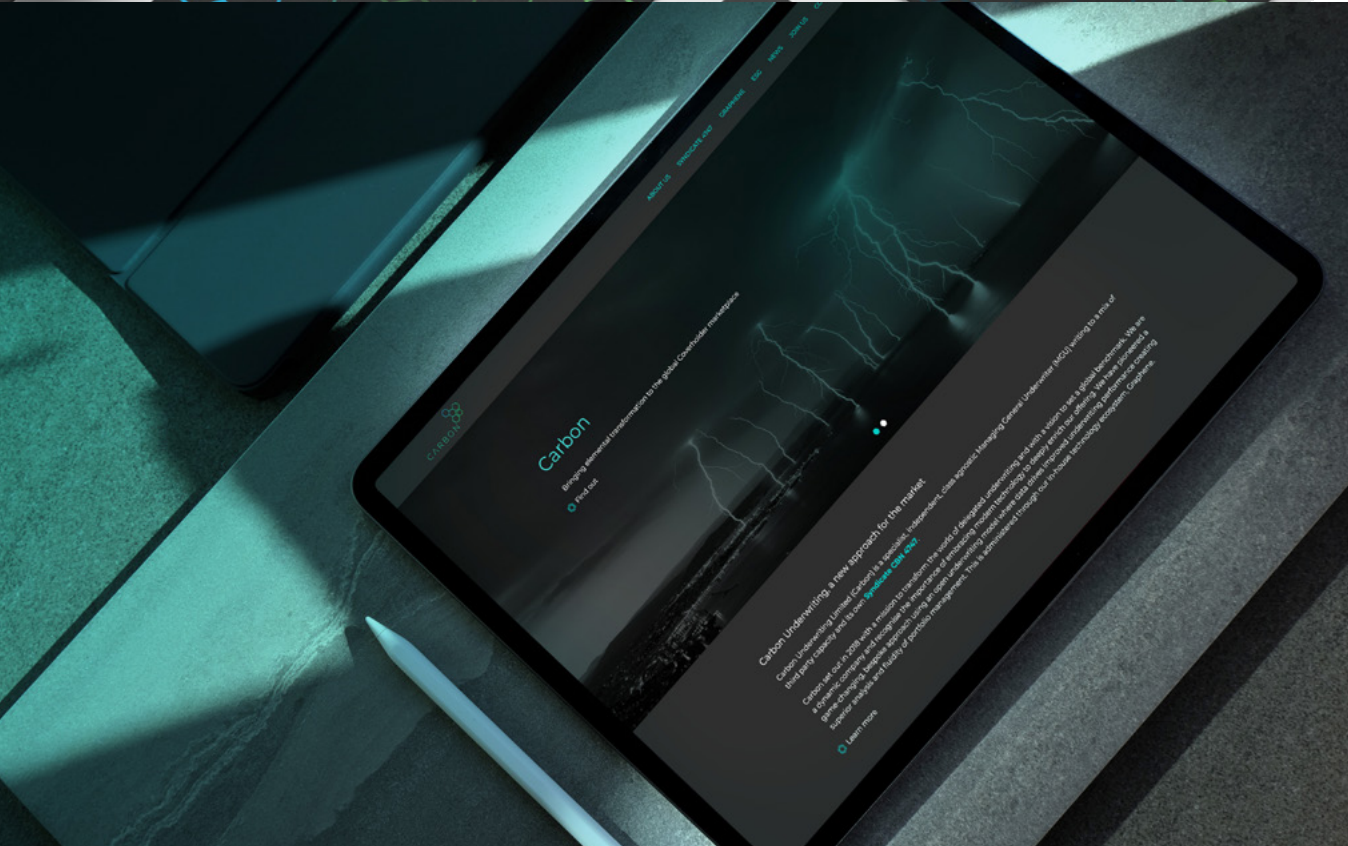 CARBON
ABOUT US SYNDICATE 4747 GRAPHENE ESG NEWS JOIN US
Carbon
Bringing elemental transformation to the global Coverholder marketplace
Find out
Carbon Underwriting, a new approach for the market
Carbon Underwriting Limited (Carbon) is a specialist, independent, class agnostic Managing General Underwriter (MGU) writing to a mix of
third party capacity and its own Syndicate CBN 4747.
Carbon set out in 2018 with a mission to transform the world of delegated underwriting and with a vision to set a global benchmark. We are
a dynamic company and recognise the importance of embracing modern technology to deeply enrich our offering. We have pioneered a
game-changing, bespoke approach using an open underwriting model where data drives improved underwriting performance creating
superior analysis and fluidity of portfolio management. This is administered through our in-house technology ecosystem, Graphene.
Learn more